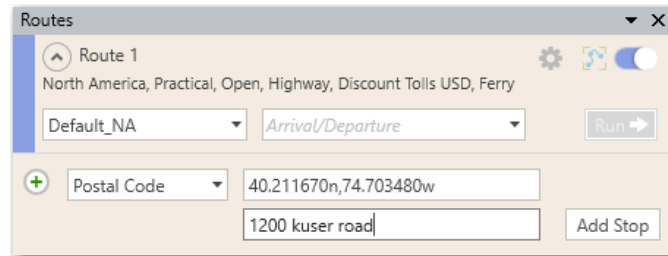 Routes
Route 1
North America, Practical, Open, Highway, Discount Tolls USD, Ferry
Default_NA Arrival/Departure Run
Postal Code 40.211670n,74.703480w
1200 kuser road Add Stop